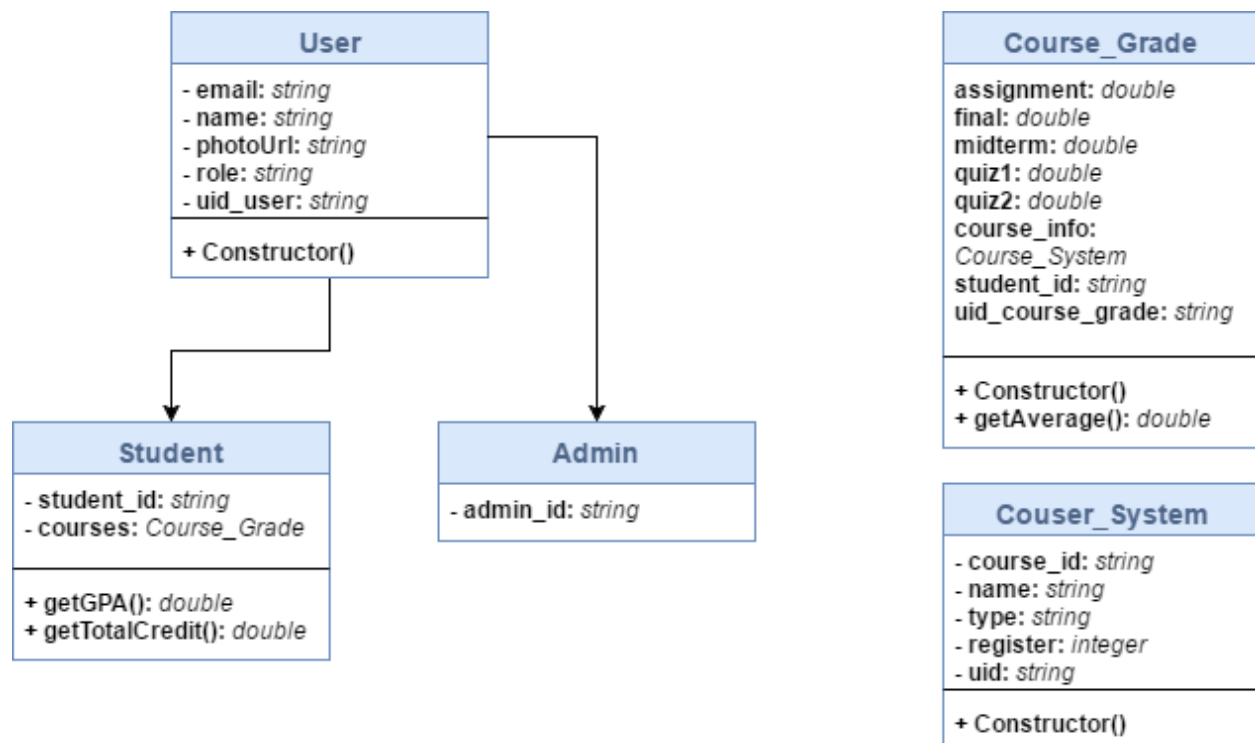 User
- email: string
- name: string
- photoUrl: string
- role: string
- uid_user: string
+ Constructor()
Student
- student_id: string
- courses: Course_Grade
+ getGPA(): double
+ getTotalCredit(): double
Admin
- admin_id: string
Course_Grade
assignment: double
final: double
midterm: double
quiz1: double
quiz2: double
course_info:
Course_System
student_id: string
uid_course_grade: string
+ Constructor()
+ getAverage(): double
Couser_System
- course_id: string
- name: string
- type: string
- register: integer
- uid: string
+ Constructor()